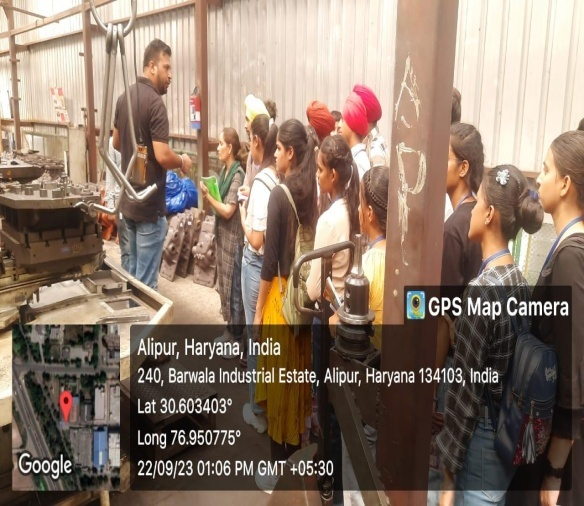 GPS Map Camera
Alipur, Haryana, India
240, Barwala Industrial Estate, Alipur, Haryana 134103, India
Lat 30.603403°
Long 76.950775°
22/09/23 01:06 PM GMT +05:30
Google